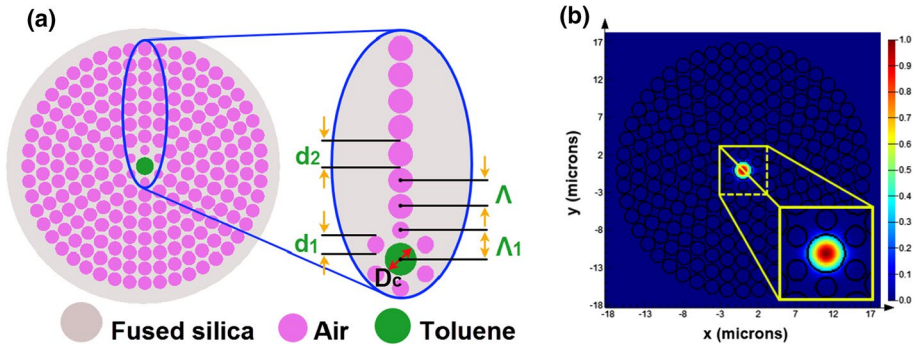 (a)
d2
Λ
d1
Λ1
Dc
Fused silica
Air
Toluene
(b)
17
12
7
2
-3
-8
-13
-18
y (microns)
-18 -13 -8 -3 2 7 12 17
x (microns)
1.0
0.9
0.8
0.7
0.6
0.5
0.4
0.3
0.2
0.1
0.0